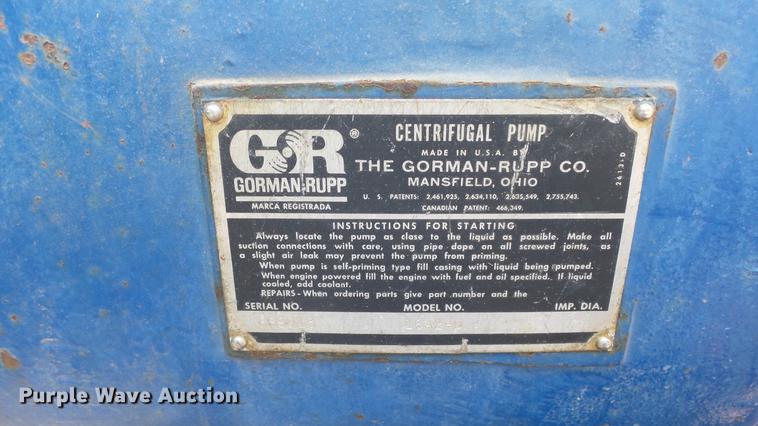 GR®
GORMAN-RUPP
MARCA REGISTRADA
CENTRIFUGAL PUMP
MADE IN U.S.A. BY
THE GORMAN-RUPP CO.
MANSFIELD, OHIO
U. S. PATENTS: 2,461,925, 2,634,110, 2,635,549, 2,755,743.
CANADIAN PATENT: 466,349.
INSTRUCTIONS FOR STARTING
Always locate the pump as close to the liquid as possible. Make all
suction connections with care, using pipe dope on all screwed joints, as
a slight air leak may prevent the pump from priming.
When pump is self-priming type fill casing with liquid being pumped.
When engine powered fill the engine with fuel and oil specified. If liquid
cooled, add coolant.
REPAIRS-When ordering parts give part number and the
SERIAL NO. MODEL NO. IMP. DIA.
Purple Wave Auction